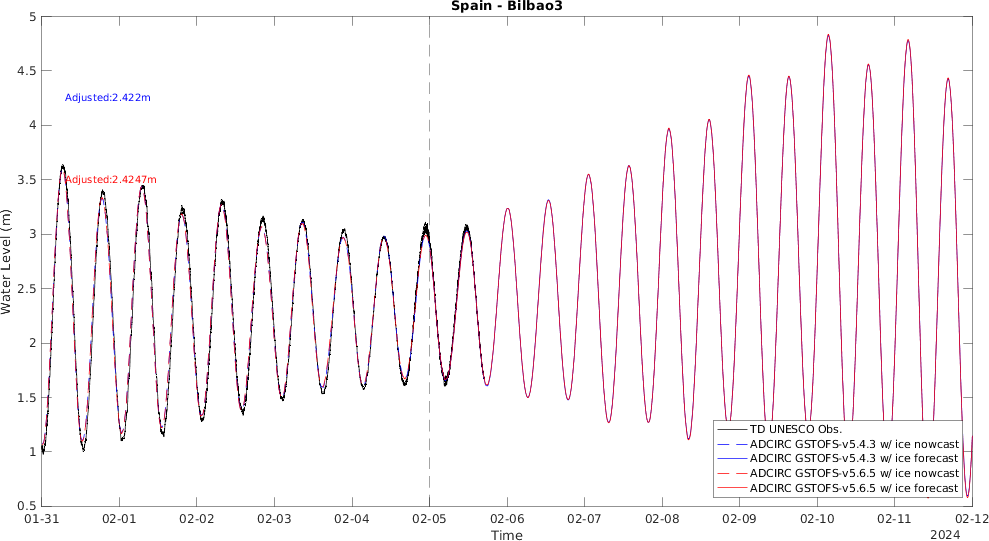 Spain - Bilbao3
5
4.5
4
3.5
3
2.5
2
1.5
1
0.5
Water Level (m)
Adjusted:2.422m
Adjusted:2.4247m
TD UNESCO Obs.
ADCIRC GSTOFS-v5.4.3 w/ ice nowcast
ADCIRC GSTOFS-v5.4.3 w/ ice forecast
ADCIRC GSTOFS-v5.6.5 w/ ice nowcast
ADCIRC GSTOFS-v5.6.5 w/ ice forecast
01-31 02-01 02-02 02-03 02-04 02-05 02-06 02-07 02-08 02-09 02-10 02-11 02-12
Time
2024